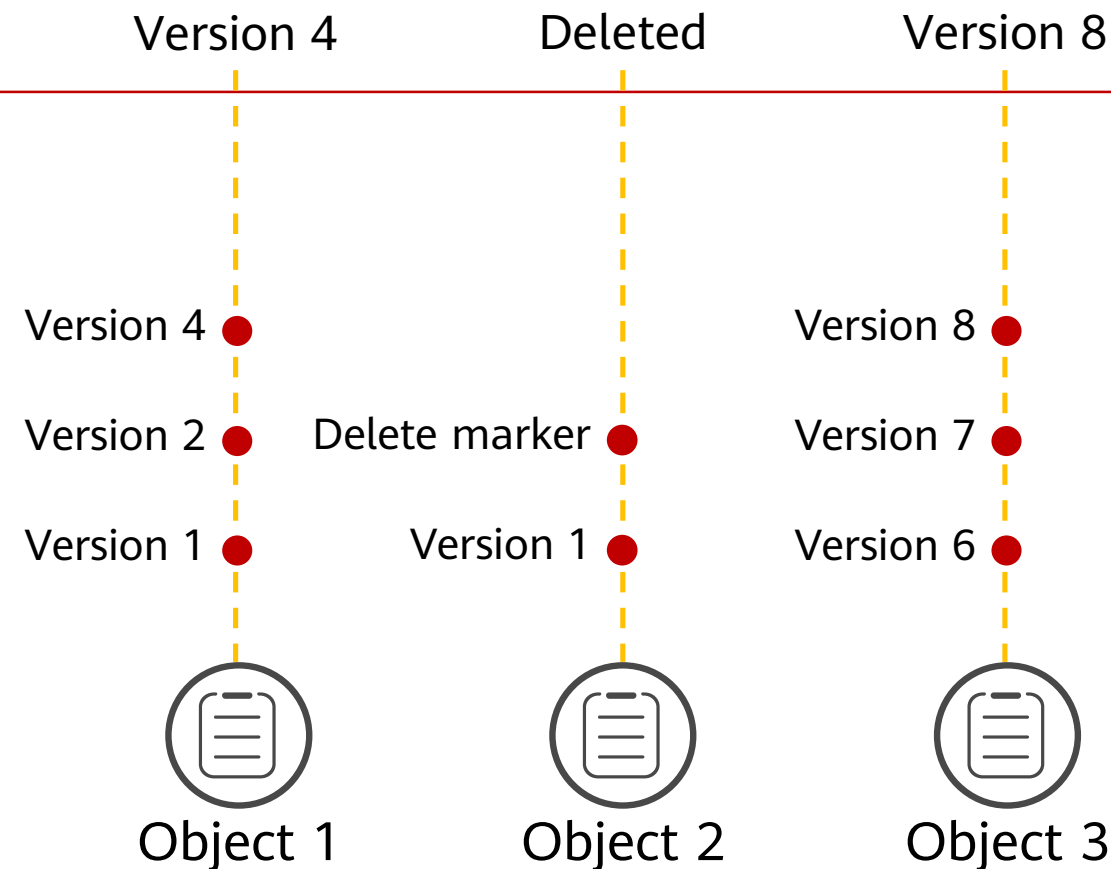 Version 4
Deleted
Version 8
Version 4
Version 8
Version 2
Delete marker
Version 7
Version 1
Version 1
Version 6
Object 1
Object 2
Object 3